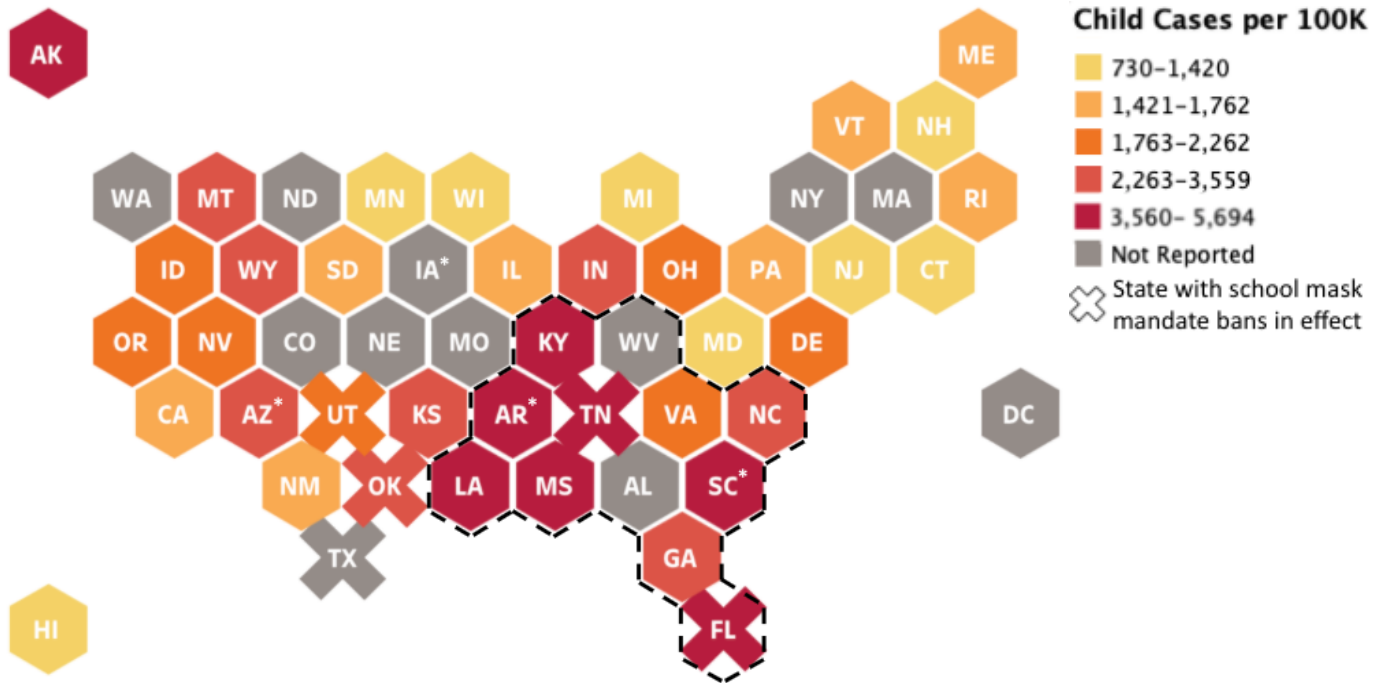 Child Cases per 100K
730–1,420
1,421–1,762
1,763–2,262
2,263–3,559
3,560– 5,694
Not Reported
State with school mask
mandate bans in effect
AK
ME
VT NH
WA MT ND MN WI MI NY MA RI
ID WY SD IA* IL IN OH PA NJ CT
OR NV CO NE MO KY WV MD DE
CA AZ* UT KS AR* TN VA NC DC
NM OK LA MS AL SC*
TX GA
HI FL